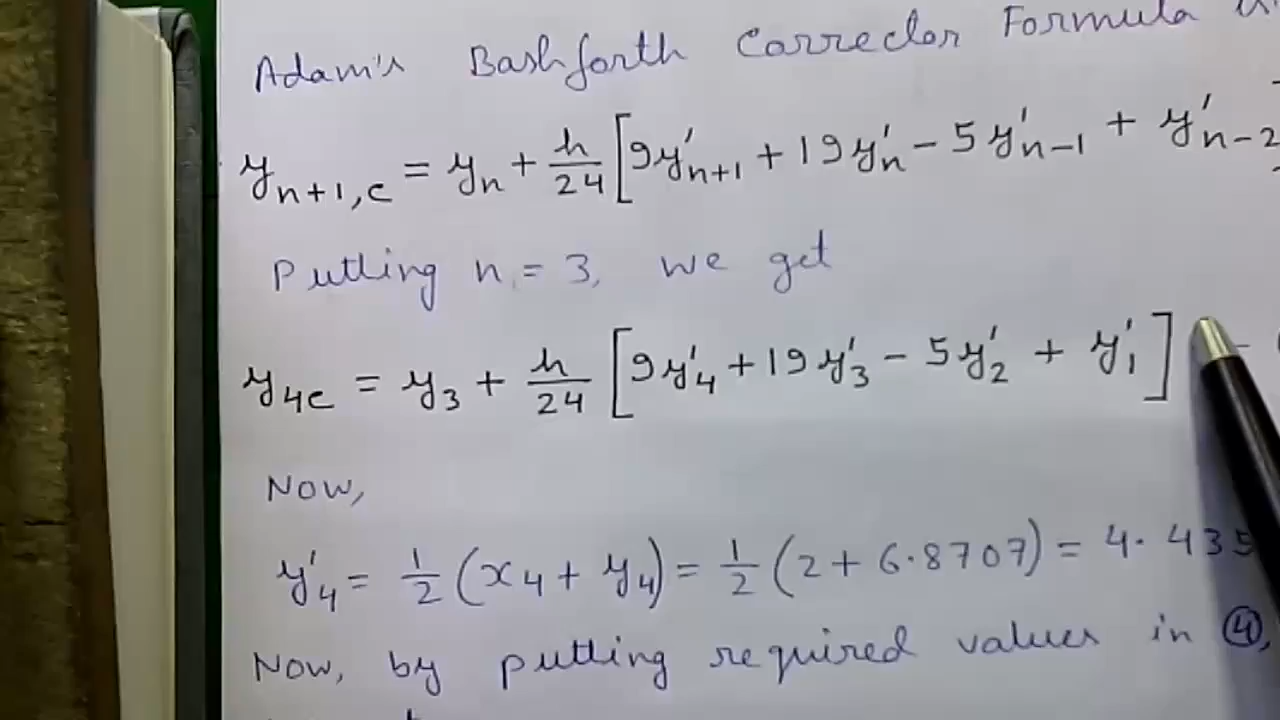 Adam's Bashforth Corrector Formula
y_{n+1,c} = y_n + h/24 [9y'_{n+1} + 19y'_n - 5y'_{n-1} + y'_{n-2}
Putting n = 3, we get
y_{4c} = y_3 + h/24 [9y'_4 + 19y'_3 - 5y'_2 + y'_1] -
Now,
y'_4 = 1/2 (x_4 + y_4) = 1/2 (2 + 6.8707) = 4.435
Now, by putting required values in ④,